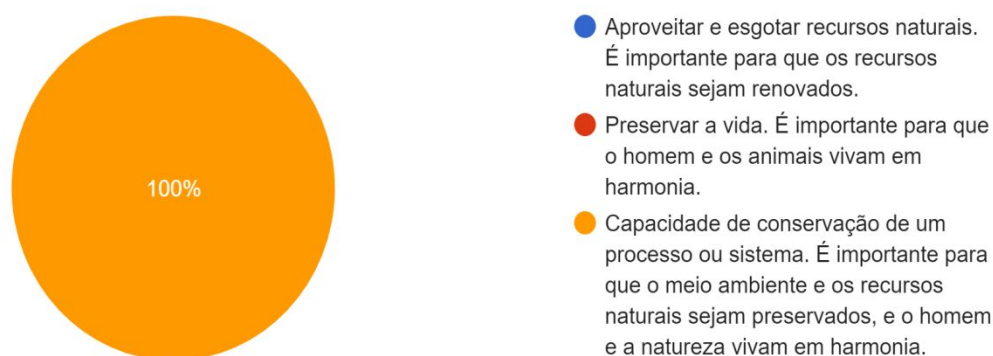 100%
Aproveitar e esgotar recursos naturais.
É importante para que os recursos
naturais sejam renovados.
Preservar a vida. É importante para que
o homem e os animais vivam em
harmonia.
Capacidade de conservação de um
processo ou sistema. É importante para
que o meio ambiente e os recursos
naturais sejam preservados, e o homem
e a natureza vivam em harmonia.